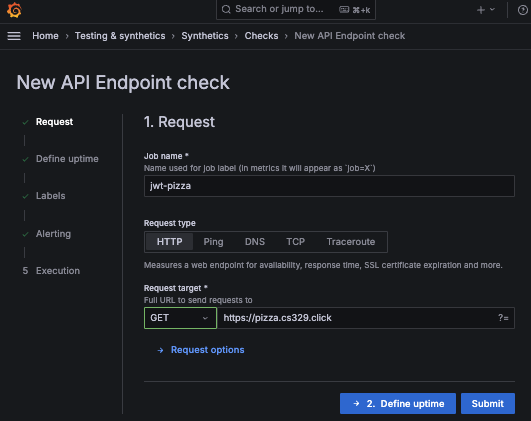 Search or jump to... ⌘+k
Home › Testing & synthetics › Synthetics › Checks › New API Endpoint check
New API Endpoint check
Request
Define uptime
Labels
Alerting
5 Execution
1. Request
Job name *
Name used for job label (in metrics it will appear as `job=X`)
jwt-pizza
Request type
HTTP Ping DNS TCP Traceroute
Measures a web endpoint for availability, response time, SSL certificate expiration and more.
Request target *
Full URL to send requests to
GET https://pizza.cs329.click ?=
Request options
2. Define uptime Submit